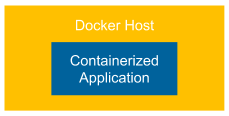 Docker Host
Containerized
Application